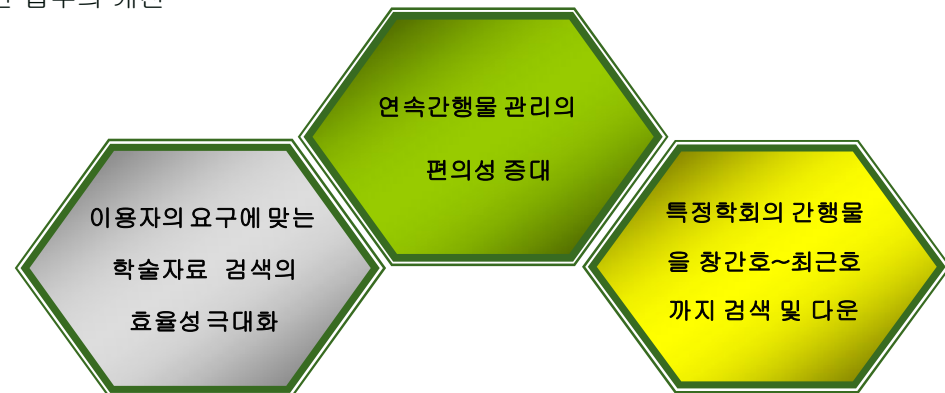 연속간행물 관리의
편의성 증대
이용자의 요구에 맞는
학술자료 검색의
효율성 극대화
특정학회의 간행물
을 창간호~최근호
까지 검색 및 다운